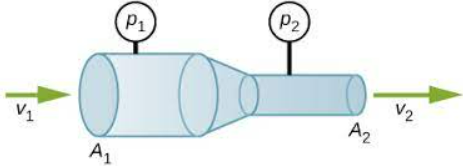 p₁
p₂
v₁
v₂
A₁
A₂